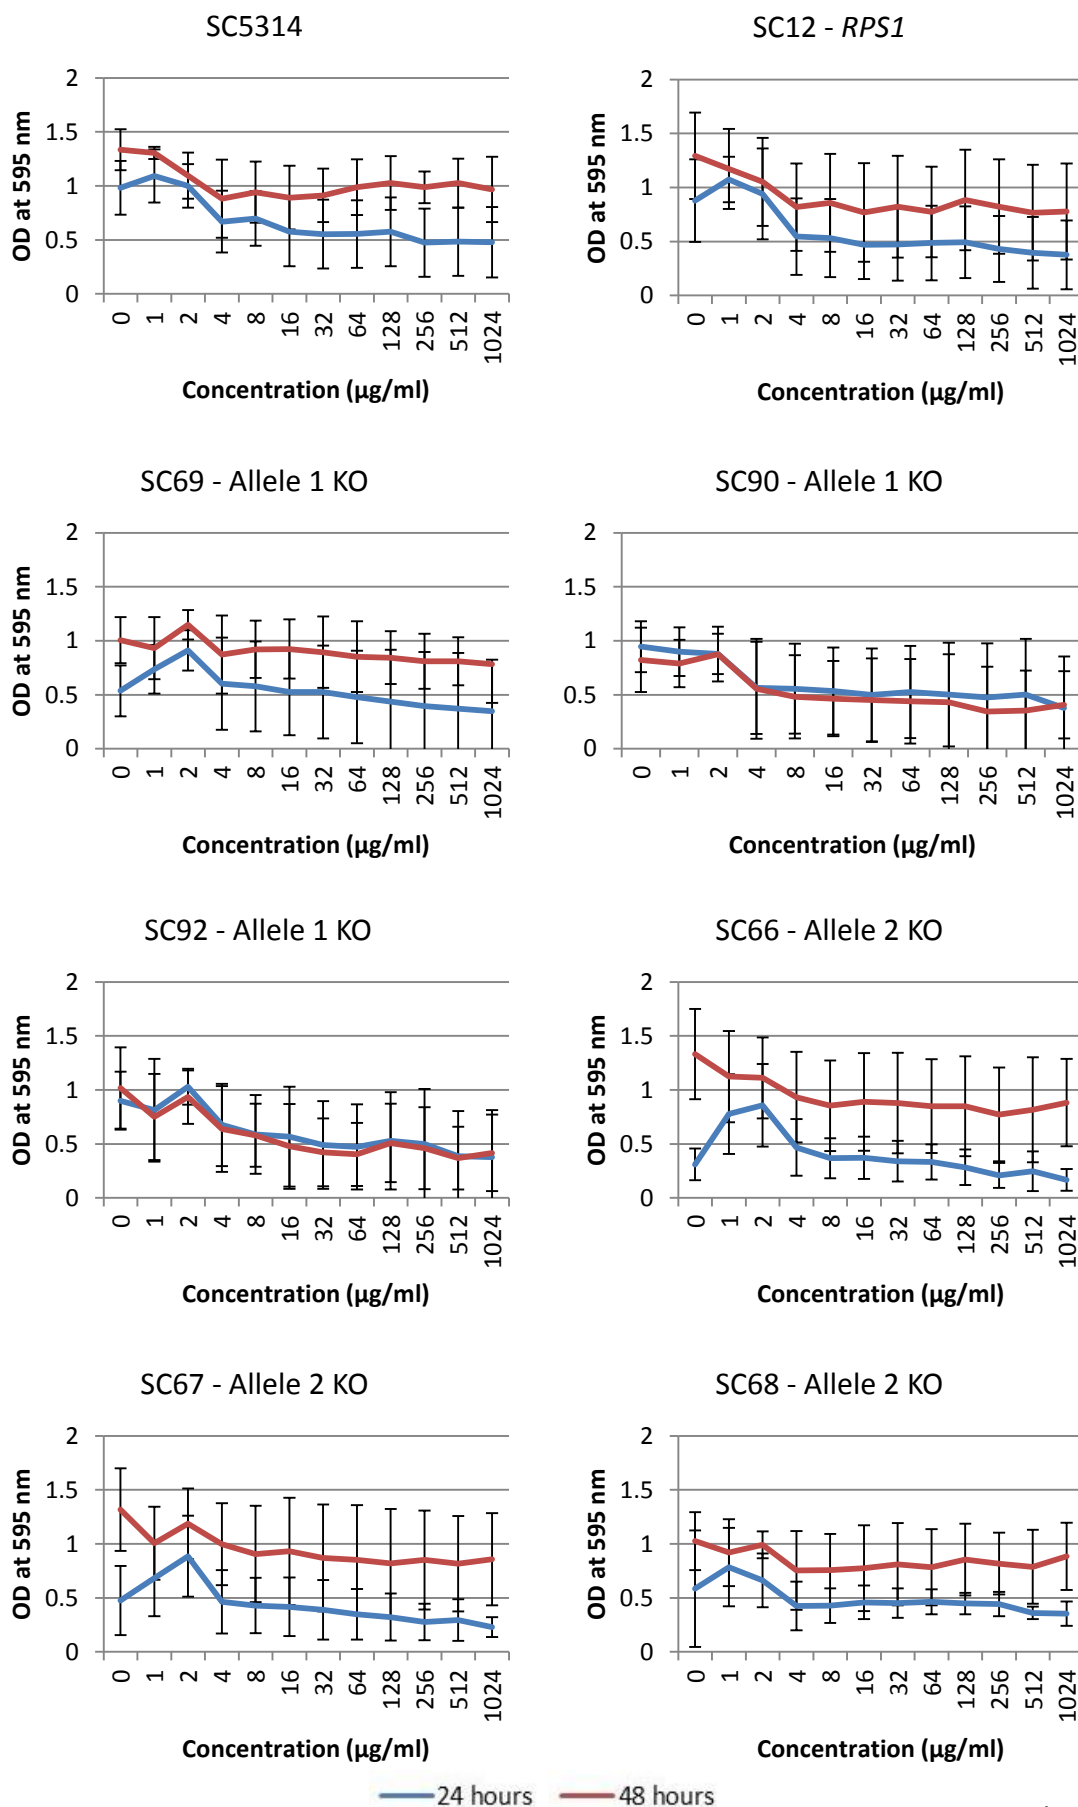 SC5314
SC12 - RPS1
OD at 595 nm
2
1.5
1
0.5
0
0 1 2 4 8 16 32 64 128 256 512 1024
Concentration (µg/ml)
OD at 595 nm
2
1.5
1
0.5
0
0 1 2 4 8 16 32 64 128 256 512 1024
Concentration (µg/ml)
SC69 - Allele 1 KO
SC90 - Allele 1 KO
OD at 595 nm
2
1.5
1
0.5
0
0 1 2 4 8 16 32 64 128 256 512 1024
Concentration (µg/ml)
2
1.5
1
0.5
0
0 1 2 4 8 16 32 64 128 256 512 1024
Concentration (µg/ml)
SC92 - Allele 1 KO
SC66 - Allele 2 KO
OD at 595 nm
2
1.5
1
0.5
0
0 1 2 4 8 16 32 64 128 256 512 1024
Concentration (µg/ml)
OD at 595 nm
2
1.5
1
0.5
0
0 1 2 4 8 16 32 64 128 256 512 1024
Concentration (µg/ml)
SC67 - Allele 2 KO
SC68 - Allele 2 KO
OD at 595 nm
2
1.5
1
0.5
0
0 1 2 4 8 16 32 64 128 256 512 1024
Concentration (µg/ml)
OD at 595 nm
2
1.5
1
0.5
0
0 1 2 4 8 16 32 64 128 256 512 1024
Concentration (µg/ml)
24 hours 48 hours